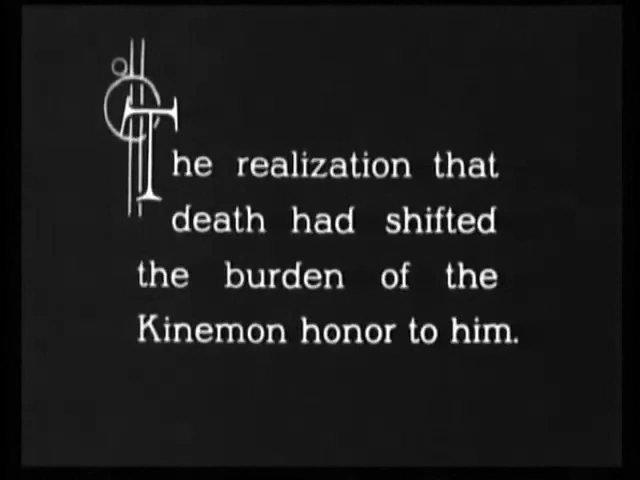 The realization that
death had shifted
the burden of the
Kinemon honor to him.